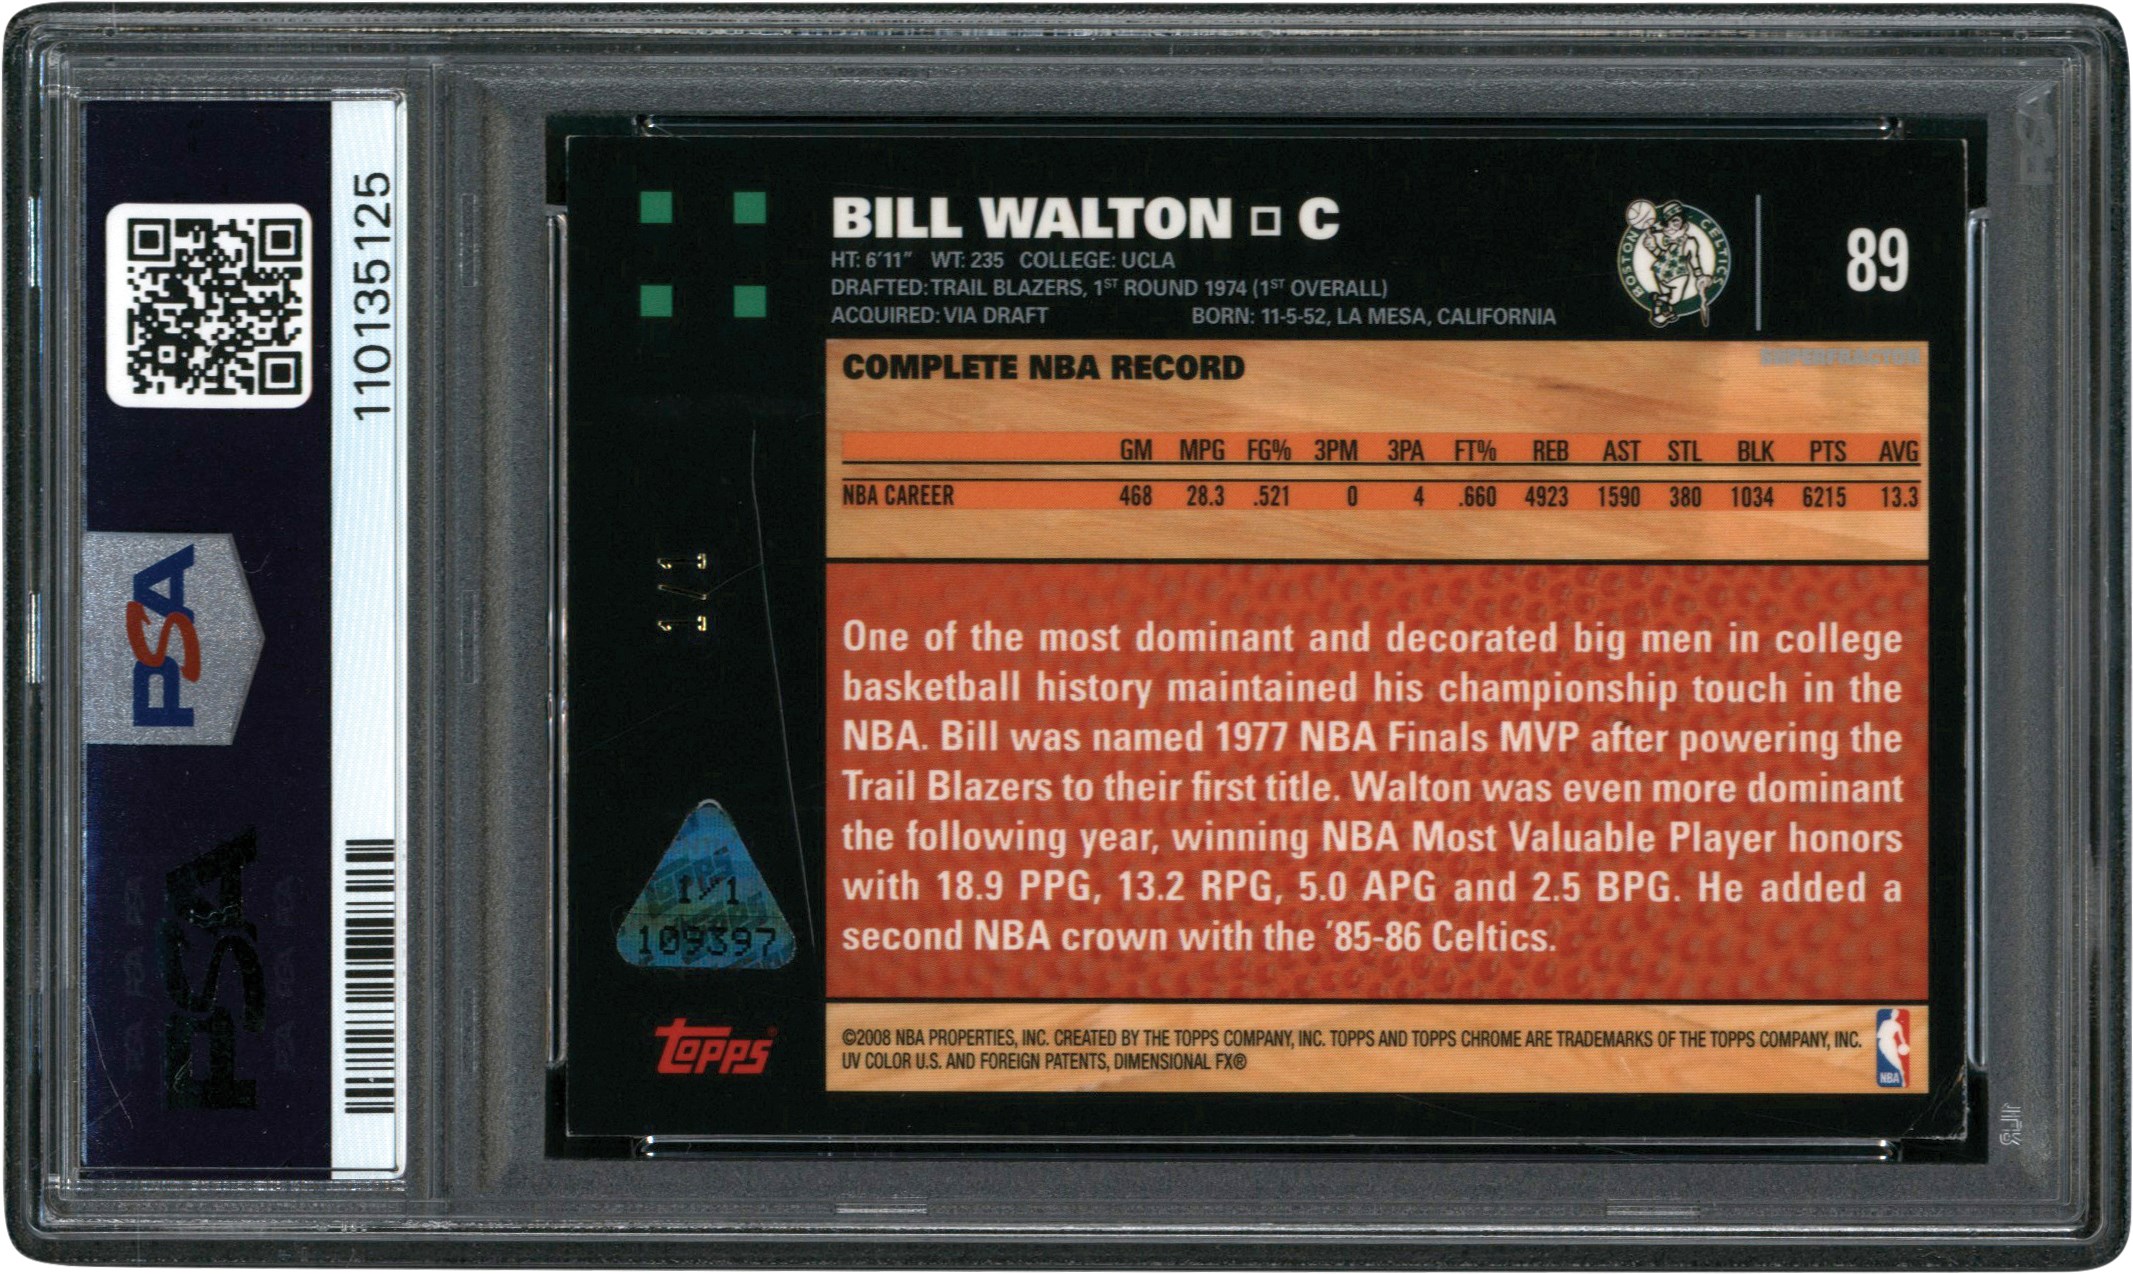 110135125
PSA
PSA
BILL WALTON □ C
HT: 6'11" WT: 235 COLLEGE: UCLA
DRAFTED: TRAIL BLAZERS, 1ST ROUND 1974 (1ST OVERALL)
ACQUIRED: VIA DRAFT BORN: 11-5-52, LA MESA, CALIFORNIA
BOSTON CELTICS
89
SUPERFRACTOR
COMPLETE NBA RECORD
GM MPG FG% 3PM 3PA FT% REB AST STL BLK PTS AVG
NBA CAREER 468 28.3 .521 0 4 .660 4923 1590 380 1034 6215 13.3
1/1
One of the most dominant and decorated big men in college
basketball history maintained his championship touch in the
NBA. Bill was named 1977 NBA Finals MVP after powering the
Trail Blazers to their first title. Walton was even more dominant
the following year, winning NBA Most Valuable Player honors
with 18.9 PPG, 13.2 RPG, 5.0 APG and 2.5 BPG. He added a
second NBA crown with the '85-86 Celtics.
1/1
109397
Topps
©2008 NBA PROPERTIES, INC. CREATED BY THE TOPPS COMPANY, INC. TOPPS AND TOPPS CHROME ARE TRADEMARKS OF THE TOPPS COMPANY, INC.
UV COLOR U.S. AND FOREIGN PATENTS, DIMENSIONAL FX®
NBA
PSA